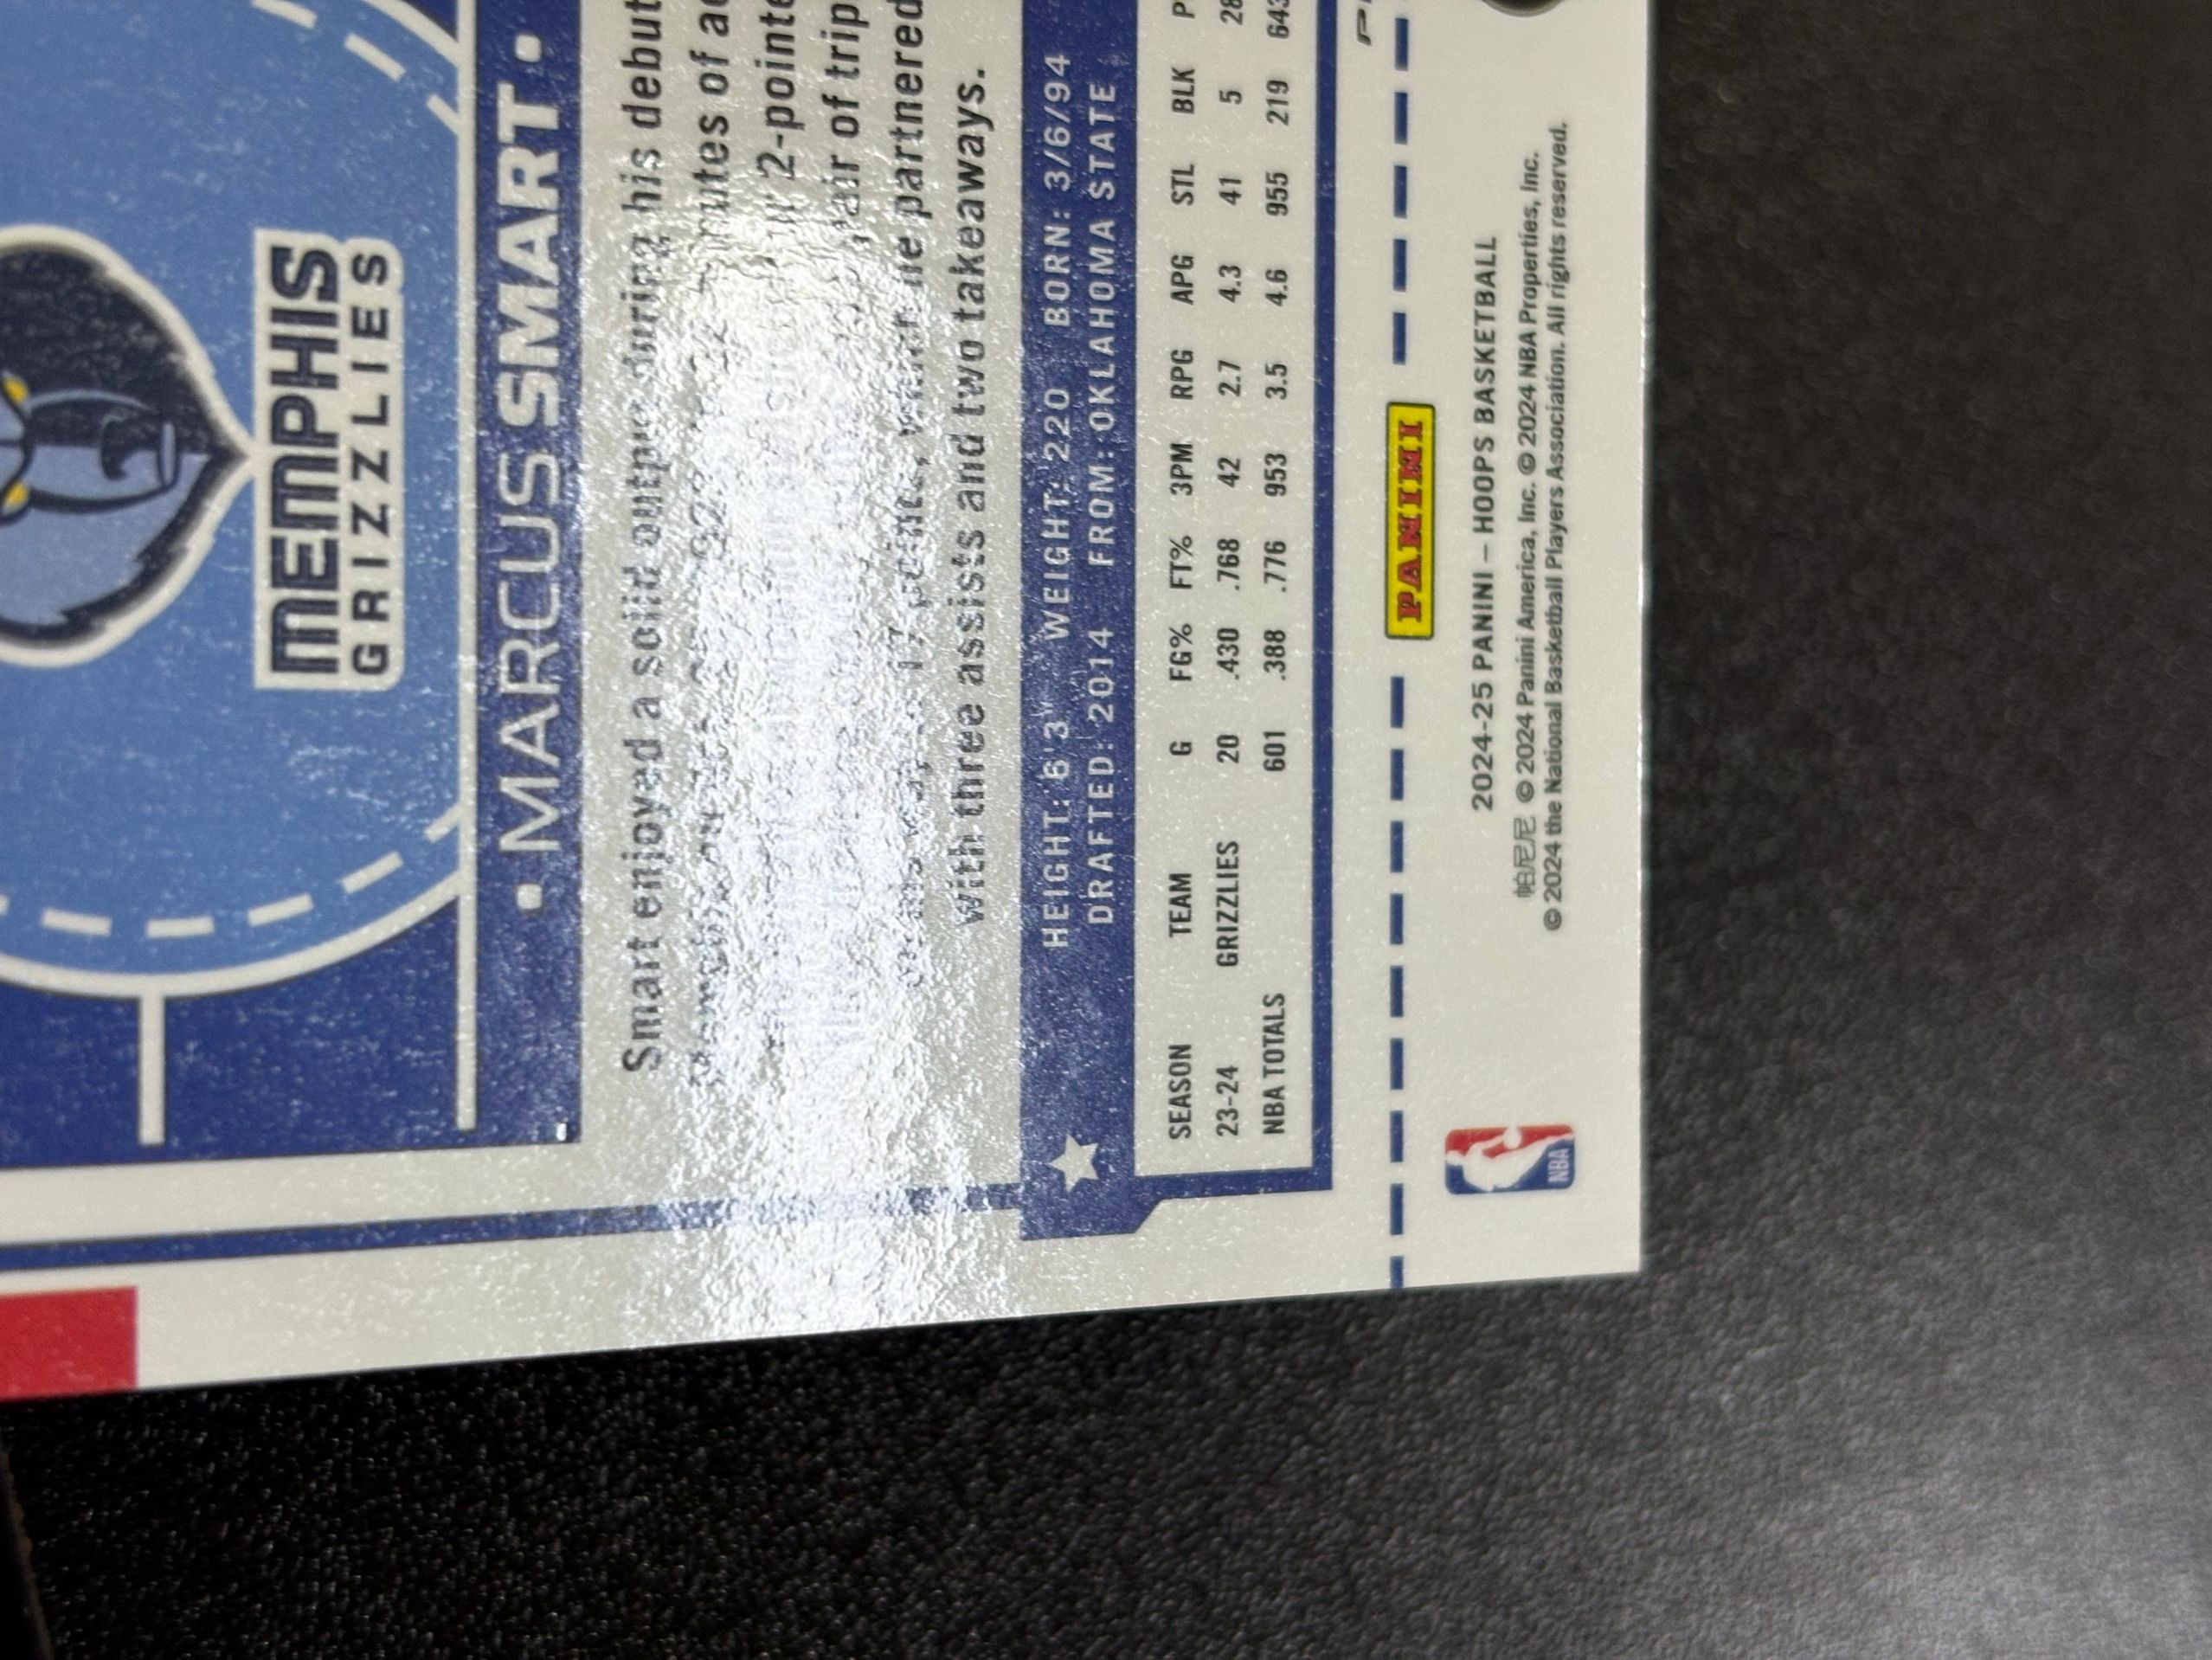 MEMPHIS
GRIZZLIES
• MARCUS SMART •
Smart enjoyed a solid output during his debut
2-pointe
pair of trip
17 points, partnered
with three assists and two takeaways.
HEIGHT: 6'3" WEIGHT: 220 BORN: 3/6/94
DRAFTED: 2014 FROM: OKLAHOMA STATE
SEASON TEAM G FG% FT% 3PM RPG APG STL BLK P
23-24 GRIZZLIES 20 .430 .768 42 2.7 4.3 41 5 28
NBA TOTALS 601 .388 .776 953 3.5 4.6 955 219 643
PANINI
2024-25 PANINI – HOOPS BASKETBALL
帕尼尼 © 2024 Panini America, Inc. © 2024 NBA Properties, Inc.
© 2024 the National Basketball Players Association. All rights reserved.
NBA